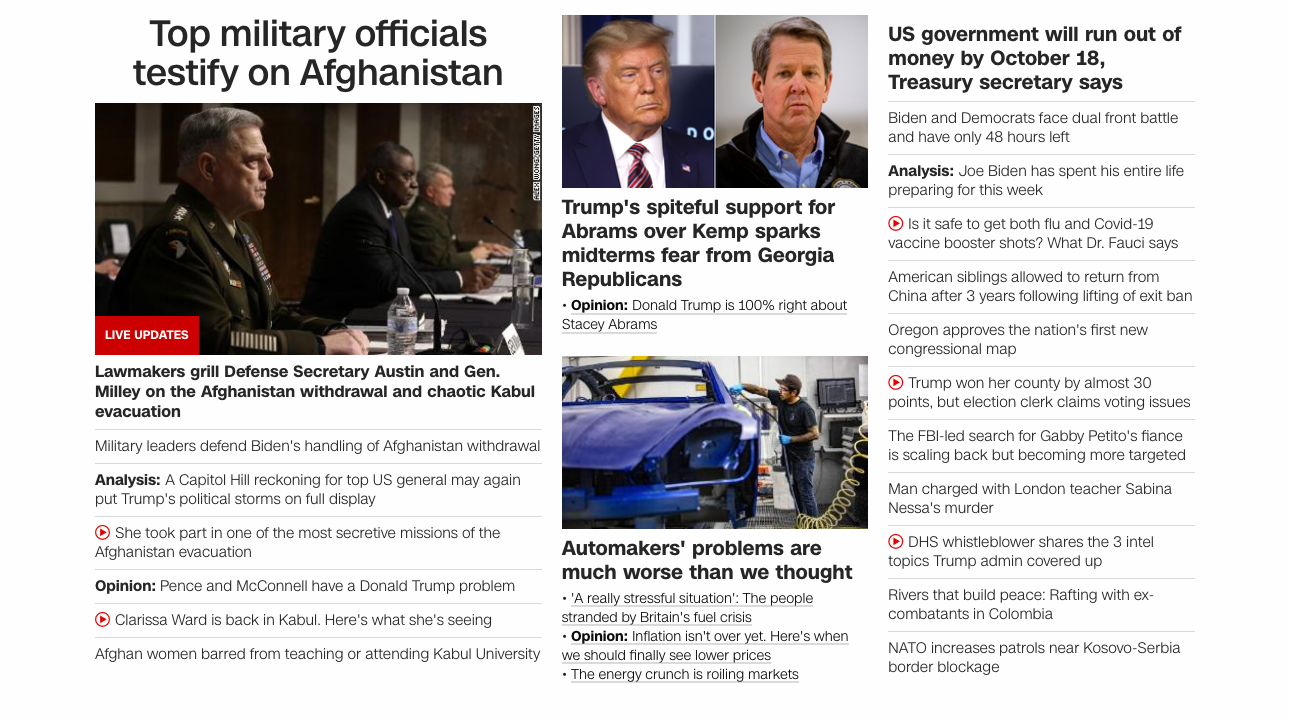 Top military officials
testify on Afghanistan
ALEX WONG/GETTY IMAGES
LIVE UPDATES
Lawmakers grill Defense Secretary Austin and Gen.
Milley on the Afghanistan withdrawal and chaotic Kabul
evacuation
Military leaders defend Biden's handling of Afghanistan withdrawal
Analysis: A Capitol Hill reckoning for top US general may again
put Trump's political storms on full display
She took part in one of the most secretive missions of the
Afghanistan evacuation
Opinion: Pence and McConnell have a Donald Trump problem
Clarissa Ward is back in Kabul. Here's what she's seeing
Afghan women barred from teaching or attending Kabul University
Trump's spiteful support for
Abrams over Kemp sparks
midterms fear from Georgia
Republicans
• Opinion: Donald Trump is 100% right about
Stacey Abrams
Automakers' problems are
much worse than we thought
• 'A really stressful situation': The people
stranded by Britain's fuel crisis
• Opinion: Inflation isn't over yet. Here's when
we should finally see lower prices
• The energy crunch is roiling markets
US government will run out of
money by October 18,
Treasury secretary says
Biden and Democrats face dual front battle
and have only 48 hours left
Analysis: Joe Biden has spent his entire life
preparing for this week
Is it safe to get both flu and Covid-19
vaccine booster shots? What Dr. Fauci says
American siblings allowed to return from
China after 3 years following lifting of exit ban
Oregon approves the nation's first new
congressional map
Trump won her county by almost 30
points, but election clerk claims voting issues
The FBI-led search for Gabby Petito's fiance
is scaling back but becoming more targeted
Man charged with London teacher Sabina
Nessa's murder
DHS whistleblower shares the 3 intel
topics Trump admin covered up
Rivers that build peace: Rafting with ex-
combatants in Colombia
NATO increases patrols near Kosovo-Serbia
border blockage